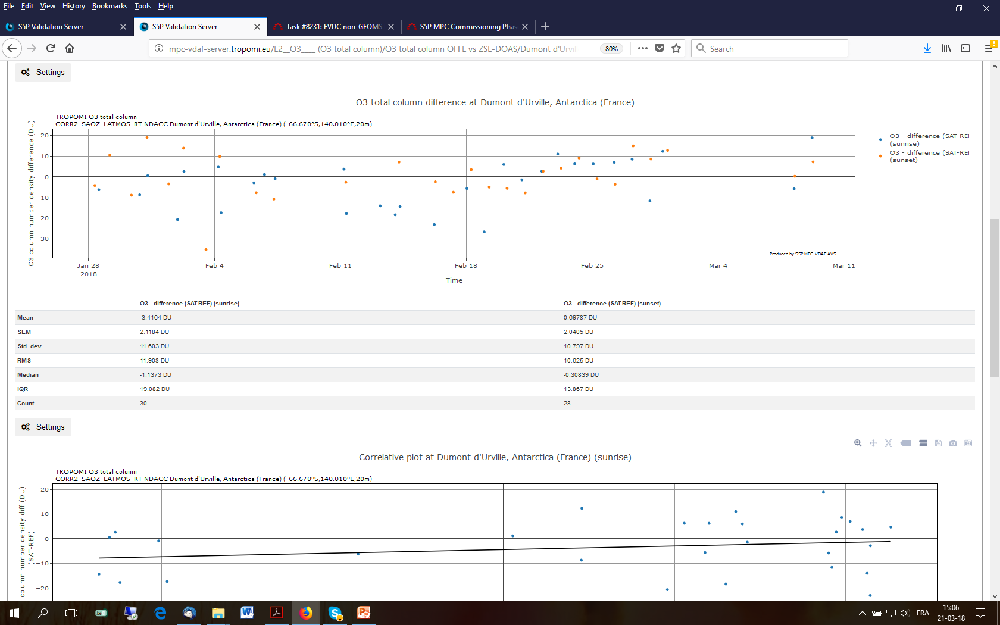 File Edit View History Bookmarks Tools Help
S5P Validation Server
S5P Validation Server
Task #8231: EVDC non-GEOMS
S5P MPC Commissioning Phas
mpc-vdaf-server.tropomi.eu/L2__O3____ (O3 total column)/O3 total column OFFL vs ZSL-DOAS/Dumont d'Urvill
80%
Search
Settings
O3 total column difference at Dumont d'Urville, Antarctica (France)
TROPOMI O3 total column
CORR2_SAOZ_LATMOS_RT NDACC Dumont d'Urville, Antarctica (France) (-66.670°S,140.010°E,20m)
O3 column number density difference (DU)
20
10
0
−10
−20
−30
O3 - difference (SAT-REF
(sunrise)
O3 - difference (SAT-REF
(sunset)
Produced by S5P MPC-VDAF AVS
Jan 28 Feb 4 Feb 11 Feb 18 Feb 25 Mar 4 Mar 11
2018
Time
O3 - difference (SAT-REF) (sunrise) O3 - difference (SAT-REF) (sunset)
Mean -3.4164 DU 0.69787 DU
SEM 2.1184 DU 2.0405 DU
Std. dev. 11.603 DU 10.797 DU
RMS 11.908 DU 10.625 DU
Median -1.1373 DU -0.30839 DU
IQR 19.082 DU 13.867 DU
Count 30 28
Settings
Correlative plot at Dumont d'Urville, Antarctica (France) (sunrise)
TROPOMI O3 total column
CORR2_SAOZ_LATMOS_RT NDACC Dumont d'Urville, Antarctica (France) (-66.670°S,140.010°E,20m)
column number density diff (DU)
(SAT-REF)
20
10
0
−10
−20
FRA
15:06
21-03-18